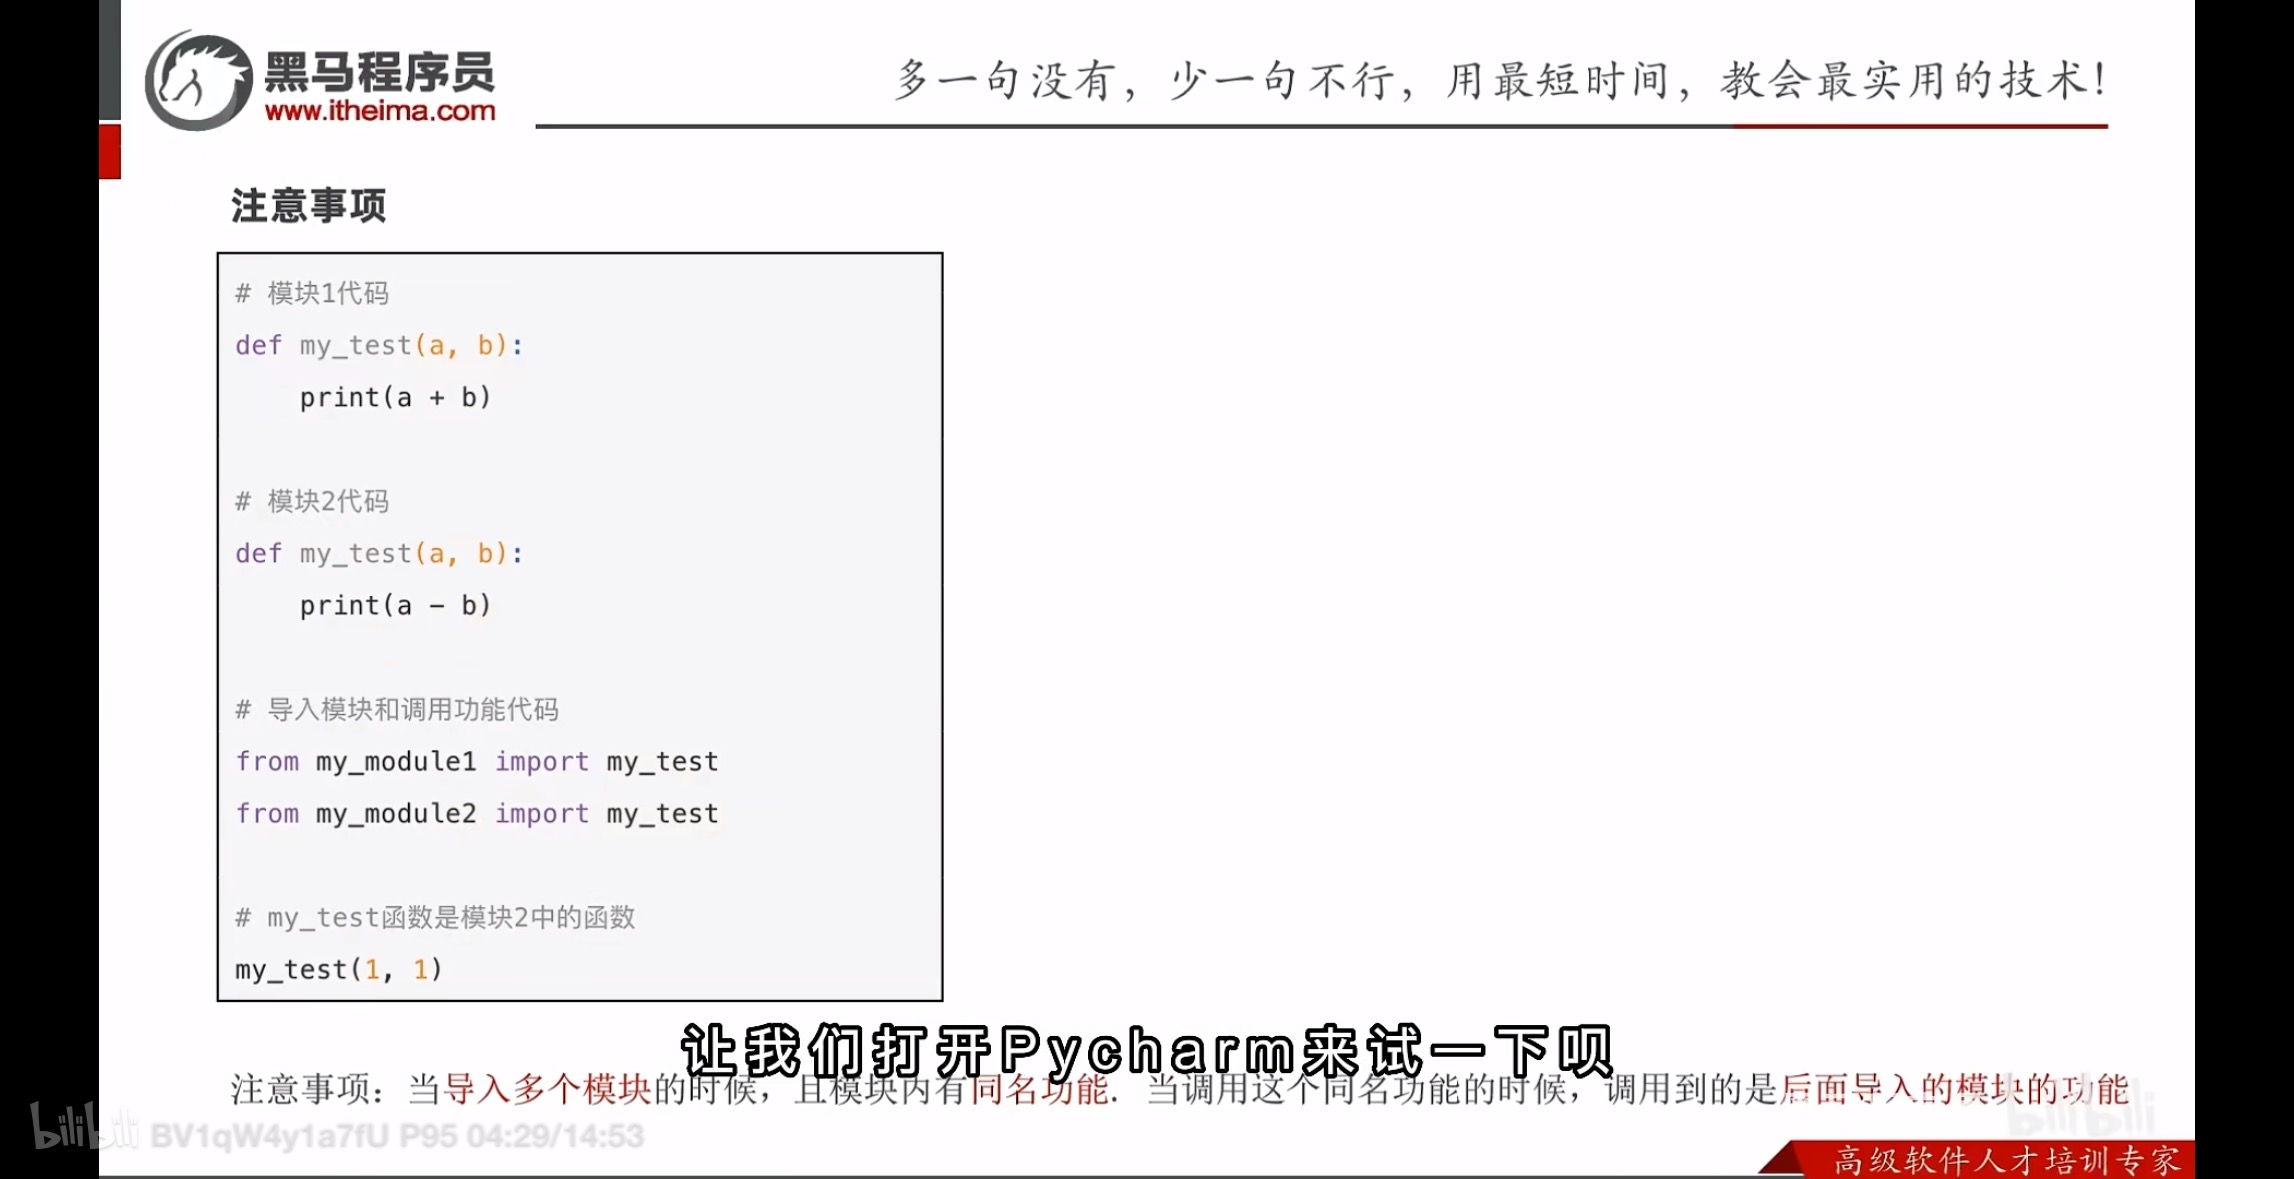 黑马程序员
www.itheima.com
多一句没有，少一句不行，用最短时间，教会最实用的技术！
注意事项
# 模块1代码
def my_test(a, b):
    print(a + b)
# 模块2代码
def my_test(a, b):
    print(a - b)
# 导入模块和调用功能代码
from my_module1 import my_test
from my_module2 import my_test
# my_test函数是模块2中的函数
my_test(1, 1)
让我们打开Pycharm来试一下呗
注意事项：当导入多个模块的时候，且模块内有同名功能. 当调用这个同名功能的时候，调用到的是后面导入的模块的功能
bilibili BV1qW4y1a7fU P95 04:29/14:53
bilibili
高级软件人才培训专家